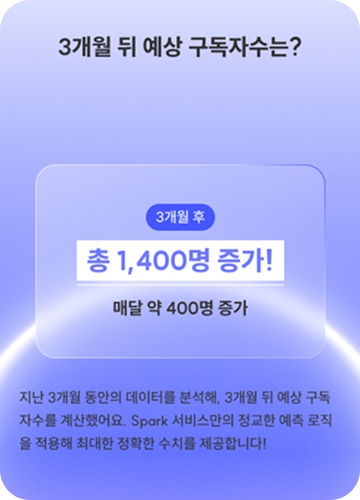 3개월 뒤 예상 구독자수는?
3개월 후
총 1,400명 증가!
매달 약 400명 증가
지난 3개월 동안의 데이터를 분석해, 3개월 뒤 예상 구독
자수를 계산했어요. Spark 서비스만의 정교한 예측 로직
을 적용해 최대한 정확한 수치를 제공합니다!